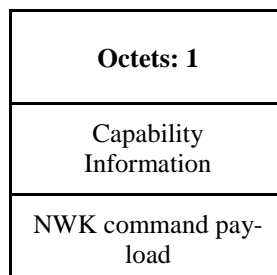 Octets: 1
Capability
Information
NWK command pay-
load